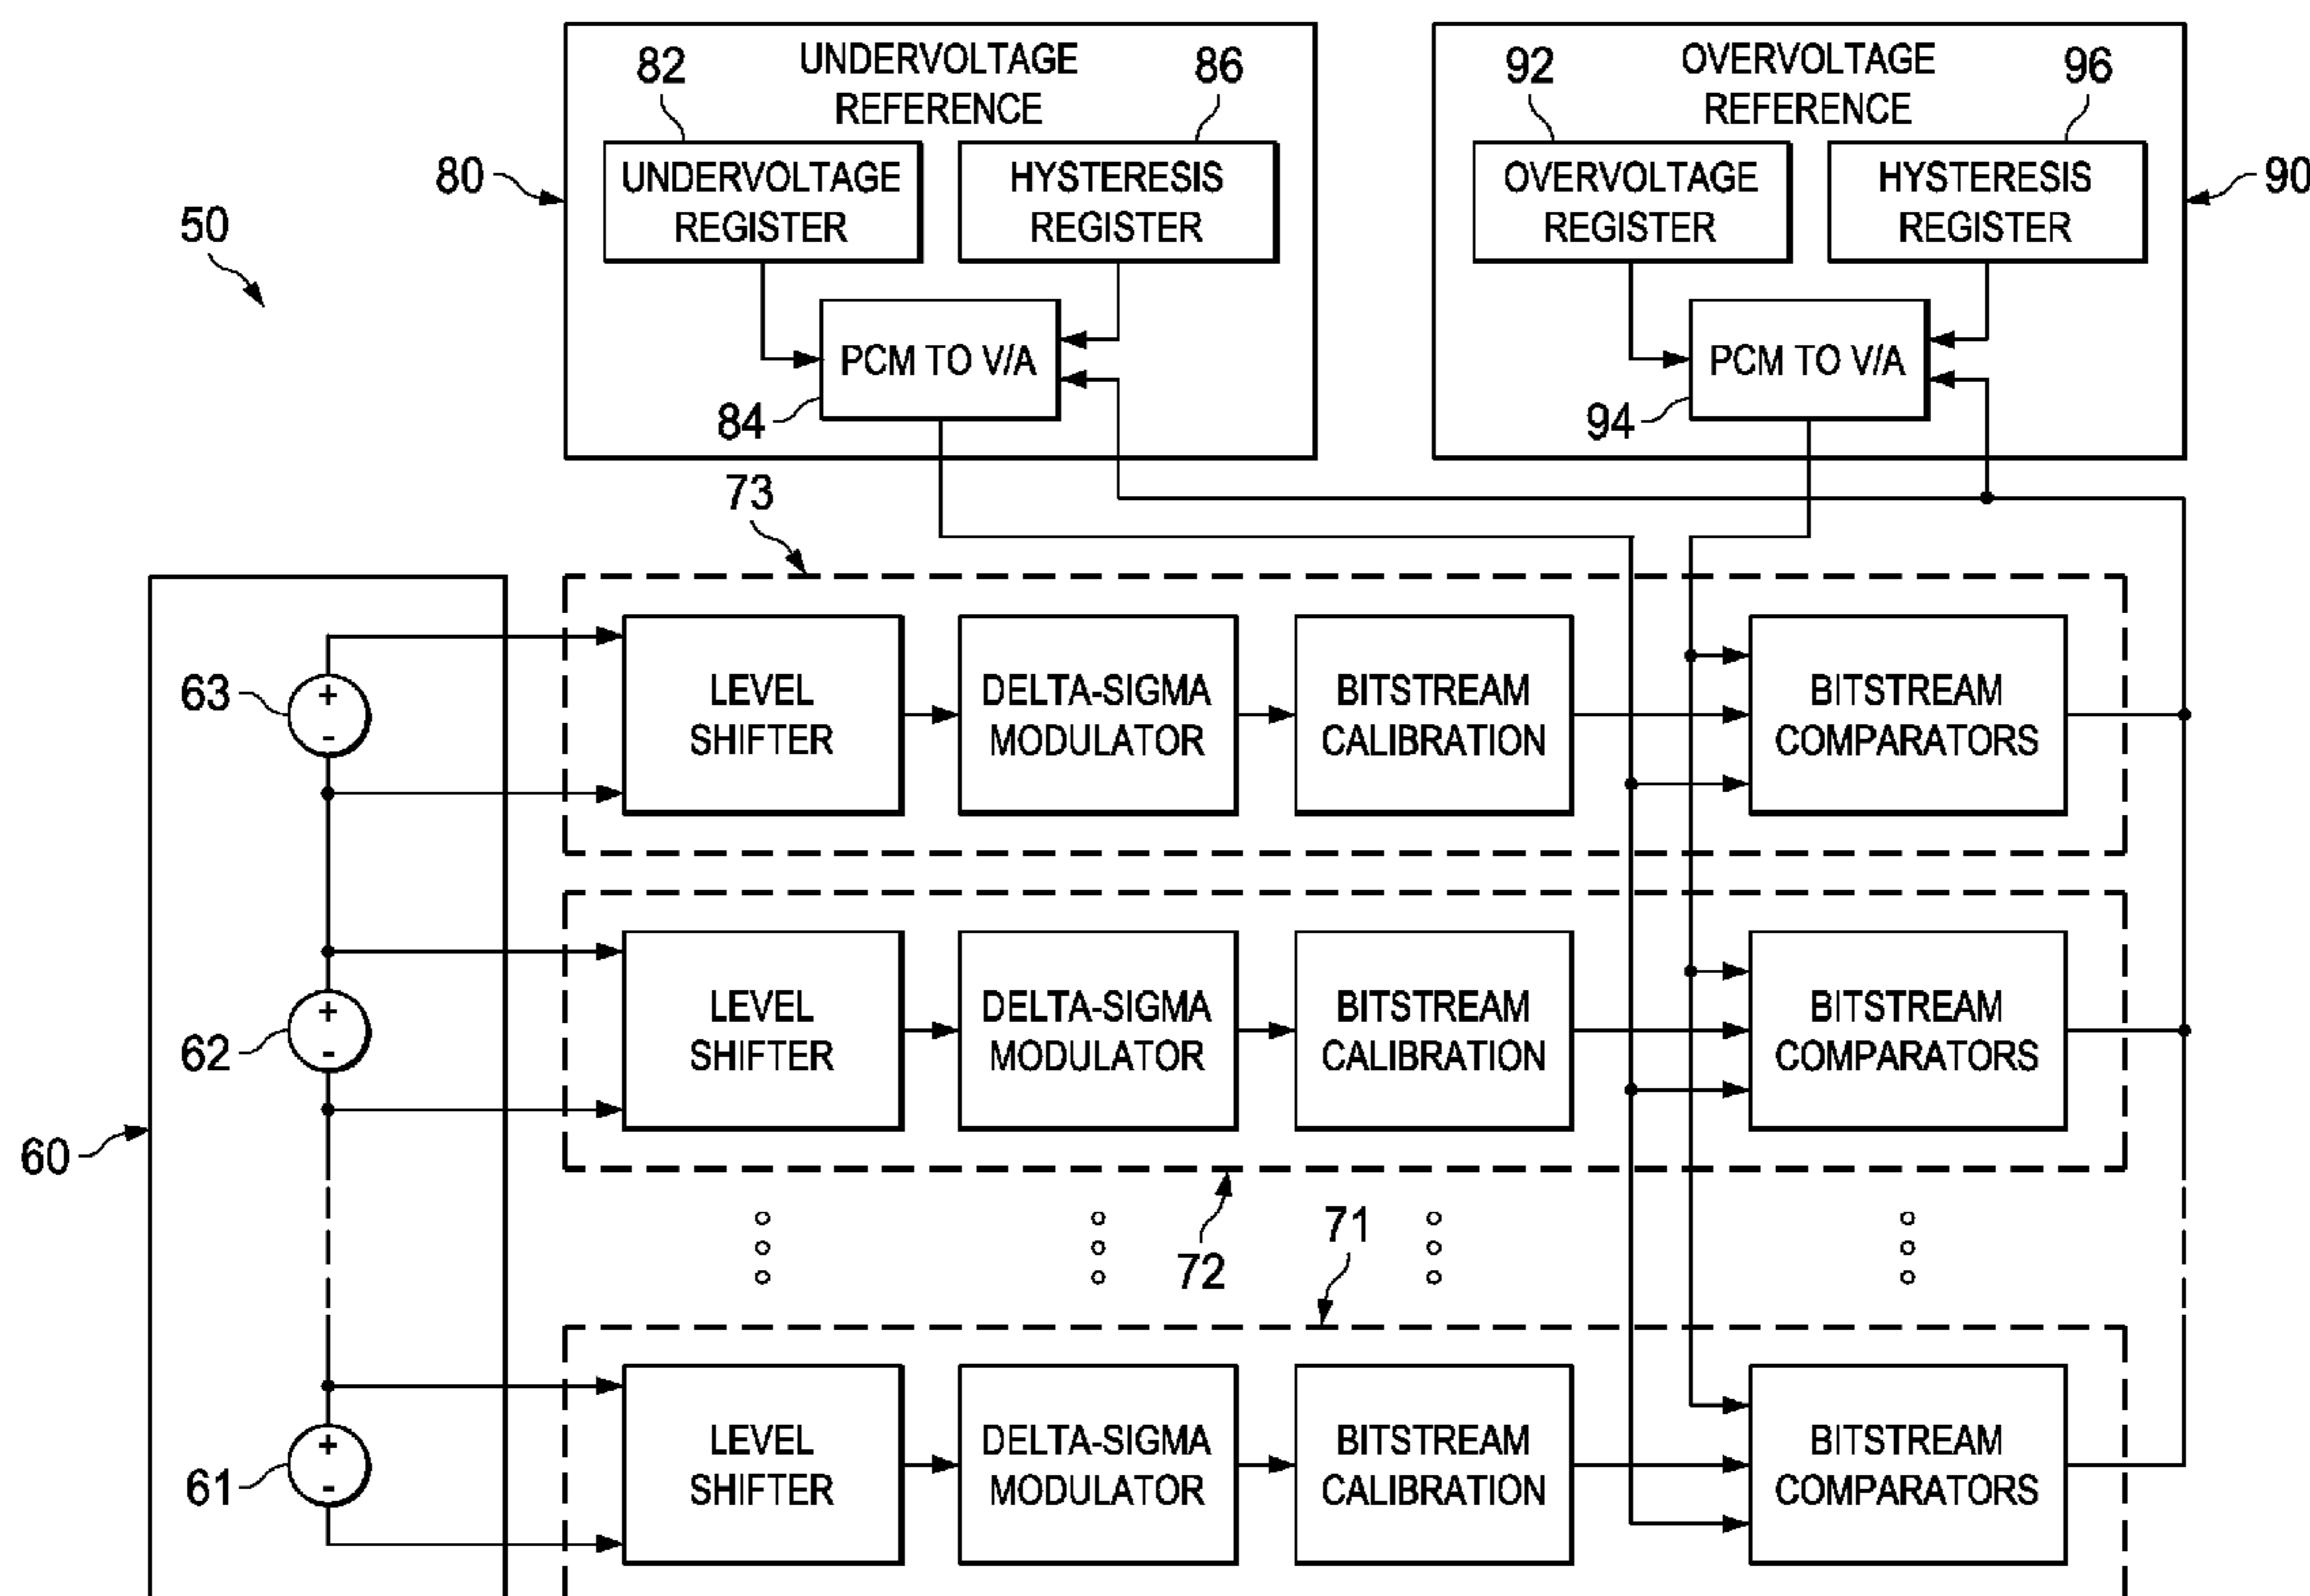 UNDERVOLTAGE
REFERENCE
82
86
UNDERVOLTAGE
REGISTER
HYSTERESIS
REGISTER
80
PCM TO V/A
84
OVERVOLTAGE
REFERENCE
92
96
OVERVOLTAGE
REGISTER
HYSTERESIS
REGISTER
90
PCM TO V/A
94
50
73
63
+
-
LEVEL
SHIFTER
DELTA-SIGMA
MODULATOR
BITSTREAM
CALIBRATION
BITSTREAM
COMPARATORS
62
+
-
LEVEL
SHIFTER
DELTA-SIGMA
MODULATOR
BITSTREAM
CALIBRATION
BITSTREAM
COMPARATORS
60
72
71
61
+
-
LEVEL
SHIFTER
DELTA-SIGMA
MODULATOR
BITSTREAM
CALIBRATION
BITSTREAM
COMPARATORS